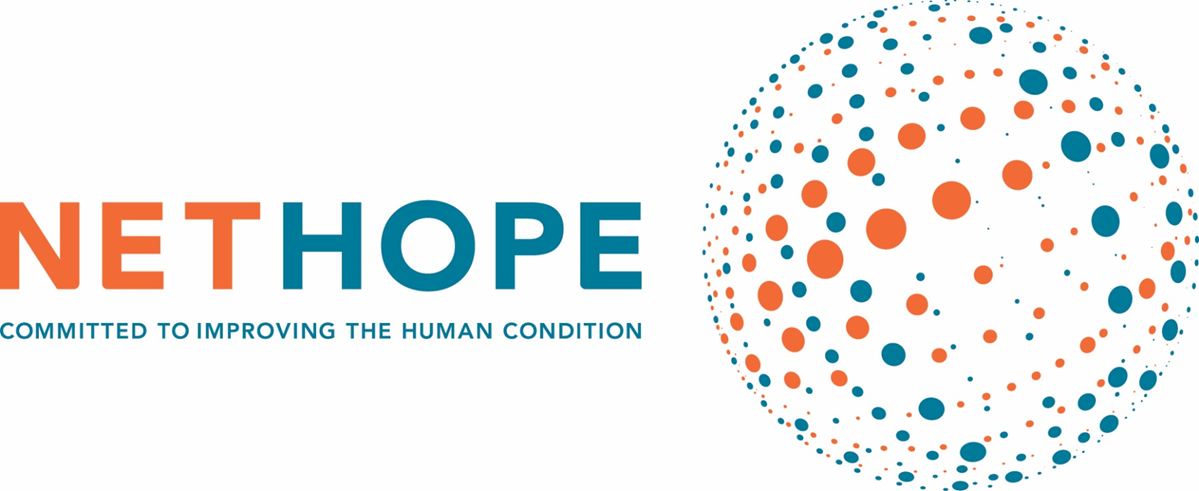 NETHOPE
COMMITTED TO IMPROVING THE HUMAN CONDITION